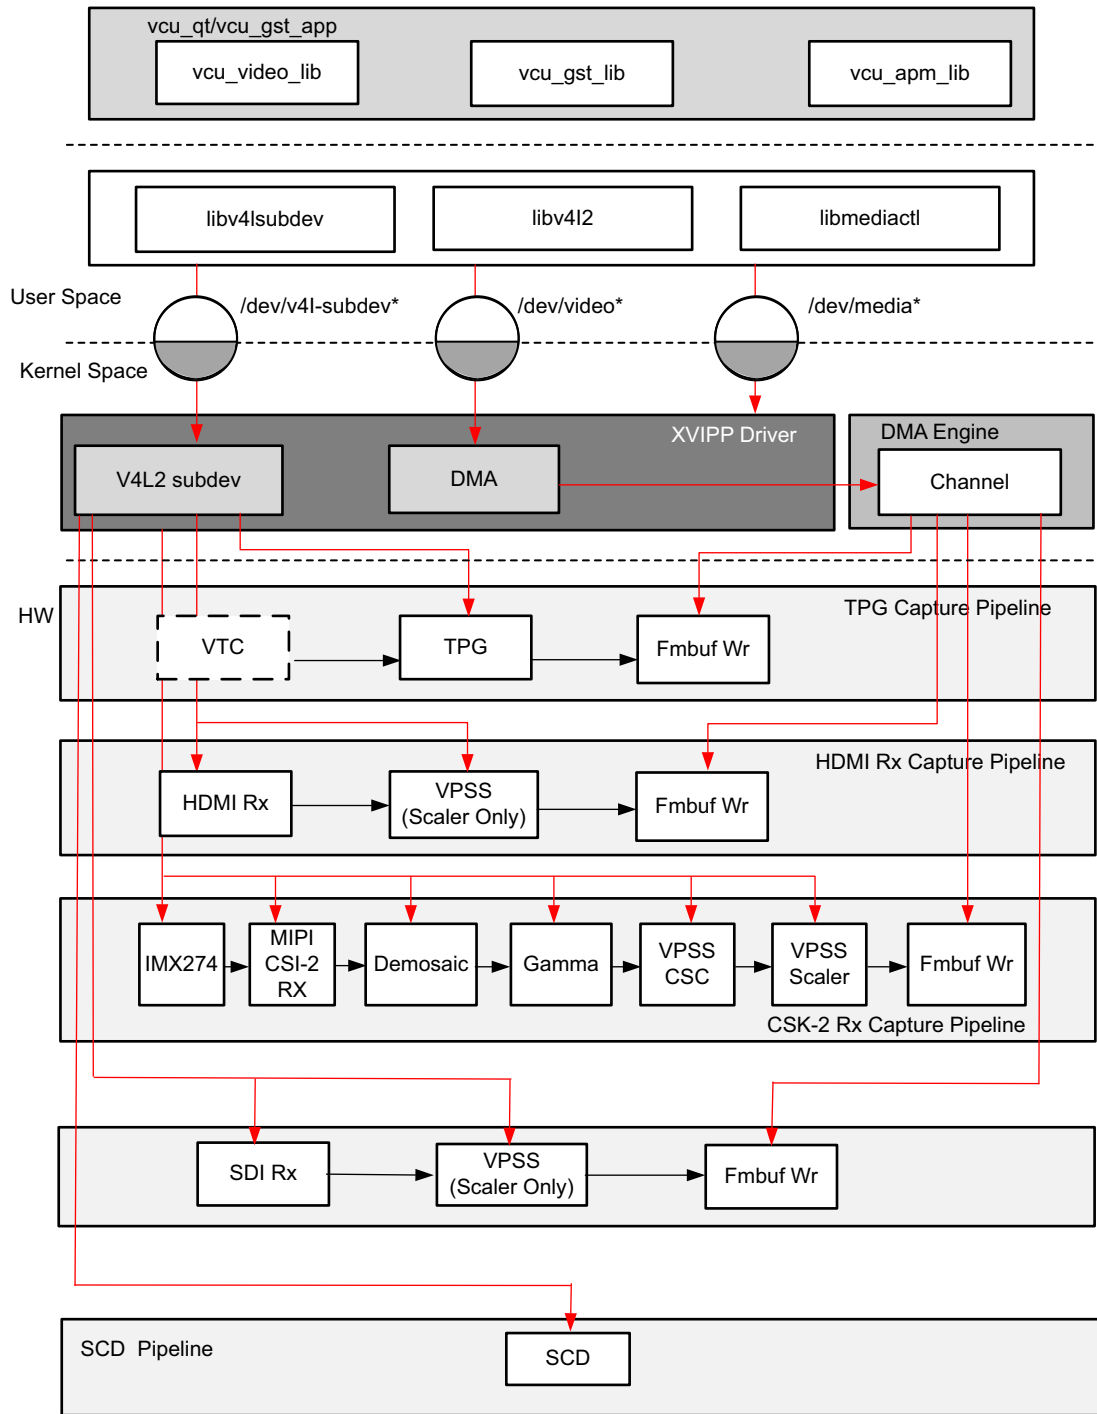 vcu_qt/vcu_gst_app
vcu_video_lib
vcu_gst_lib
vcu_apm_lib
libv4lsubdev
libv4l2
libmediactl
User Space
/dev/v4l-subdev*
/dev/video*
/dev/media*
Kernel Space
XVIPP Driver
DMA Engine
V4L2 subdev
DMA
Channel
HW
TPG Capture Pipeline
VTC
TPG
Fmbuf Wr
HDMI Rx Capture Pipeline
HDMI Rx
VPSS
(Scaler Only)
Fmbuf Wr
IMX274
MIPI
CSI-2
RX
Demosaic
Gamma
VPSS
CSC
VPSS
Scaler
Fmbuf Wr
CSK-2 Rx Capture Pipeline
SDI Rx
VPSS
(Scaler Only)
Fmbuf Wr
SCD  Pipeline
SCD